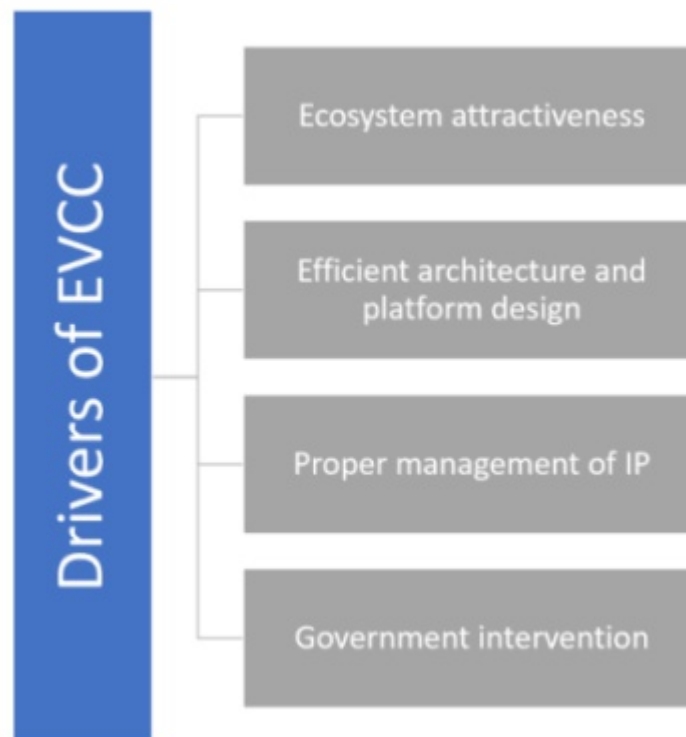 Drivers of EVCC
Ecosystem attractiveness
Efficient architecture and
platform design
Proper management of IP
Government intervention